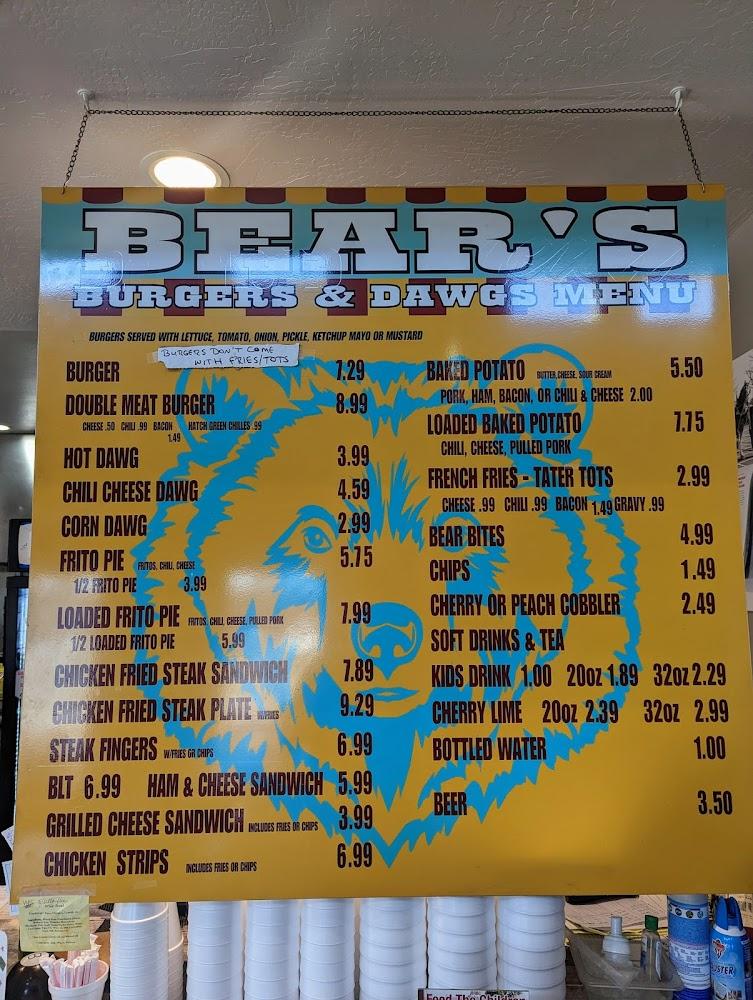 BEAR'S
BURGERS & DAWGS MENU
BURGERS SERVED WITH LETTUCE, TOMATO, ONION, PICKLE, KETCHUP MAYO OR MUSTARD
BURGERS DON'T COME
WITH FRIES/TOTS
BURGER 7.29
DOUBLE MEAT BURGER 8.99
CHEESE .50 CHILI .99 BACON 1.49 HATCH GREEN CHILLES .99
HOT DAWG 3.99
CHILI CHEESE DAWG 4.59
CORN DAWG 2.99
FRITO PIE FRITOS, CHILI, CHEESE 5.75
1/2 FRITO PIE 3.99
LOADED FRITO PIE FRITOS, CHILI, CHEESE, PULLED PORK 7.99
1/2 LOADED FRITO PIE 5.99
CHICKEN FRIED STEAK SANDWICH 7.89
CHICKEN FRIED STEAK PLATE W/FRIES 9.29
STEAK FINGERS W/FRIES OR CHIPS 6.99
BLT 6.99 HAM & CHEESE SANDWICH 5.99
GRILLED CHEESE SANDWICH INCLUDES FRIES OR CHIPS 3.99
CHICKEN STRIPS INCLUDES FRIES OR CHIPS 6.99
BAKED POTATO BUTTER, CHEESE, SOUR CREAM 5.50
PORK, HAM, BACON, OR CHILI & CHEESE 2.00
LOADED BAKED POTATO 7.75
CHILI, CHEESE, PULLED PORK
FRENCH FRIES - TATER TOTS 2.99
CHEESE .99 CHILI .99 BACON 1.49 GRAVY .99
BEAR BITES 4.99
CHIPS 1.49
CHERRY OR PEACH COBBLER 2.49
SOFT DRINKS & TEA
KIDS DRINK 1.00 20oz 1.89 32oz 2.29
CHERRY LIME 20oz 2.39 32oz 2.99
BOTTLED WATER 1.00
BEER 3.50
Feed The Children